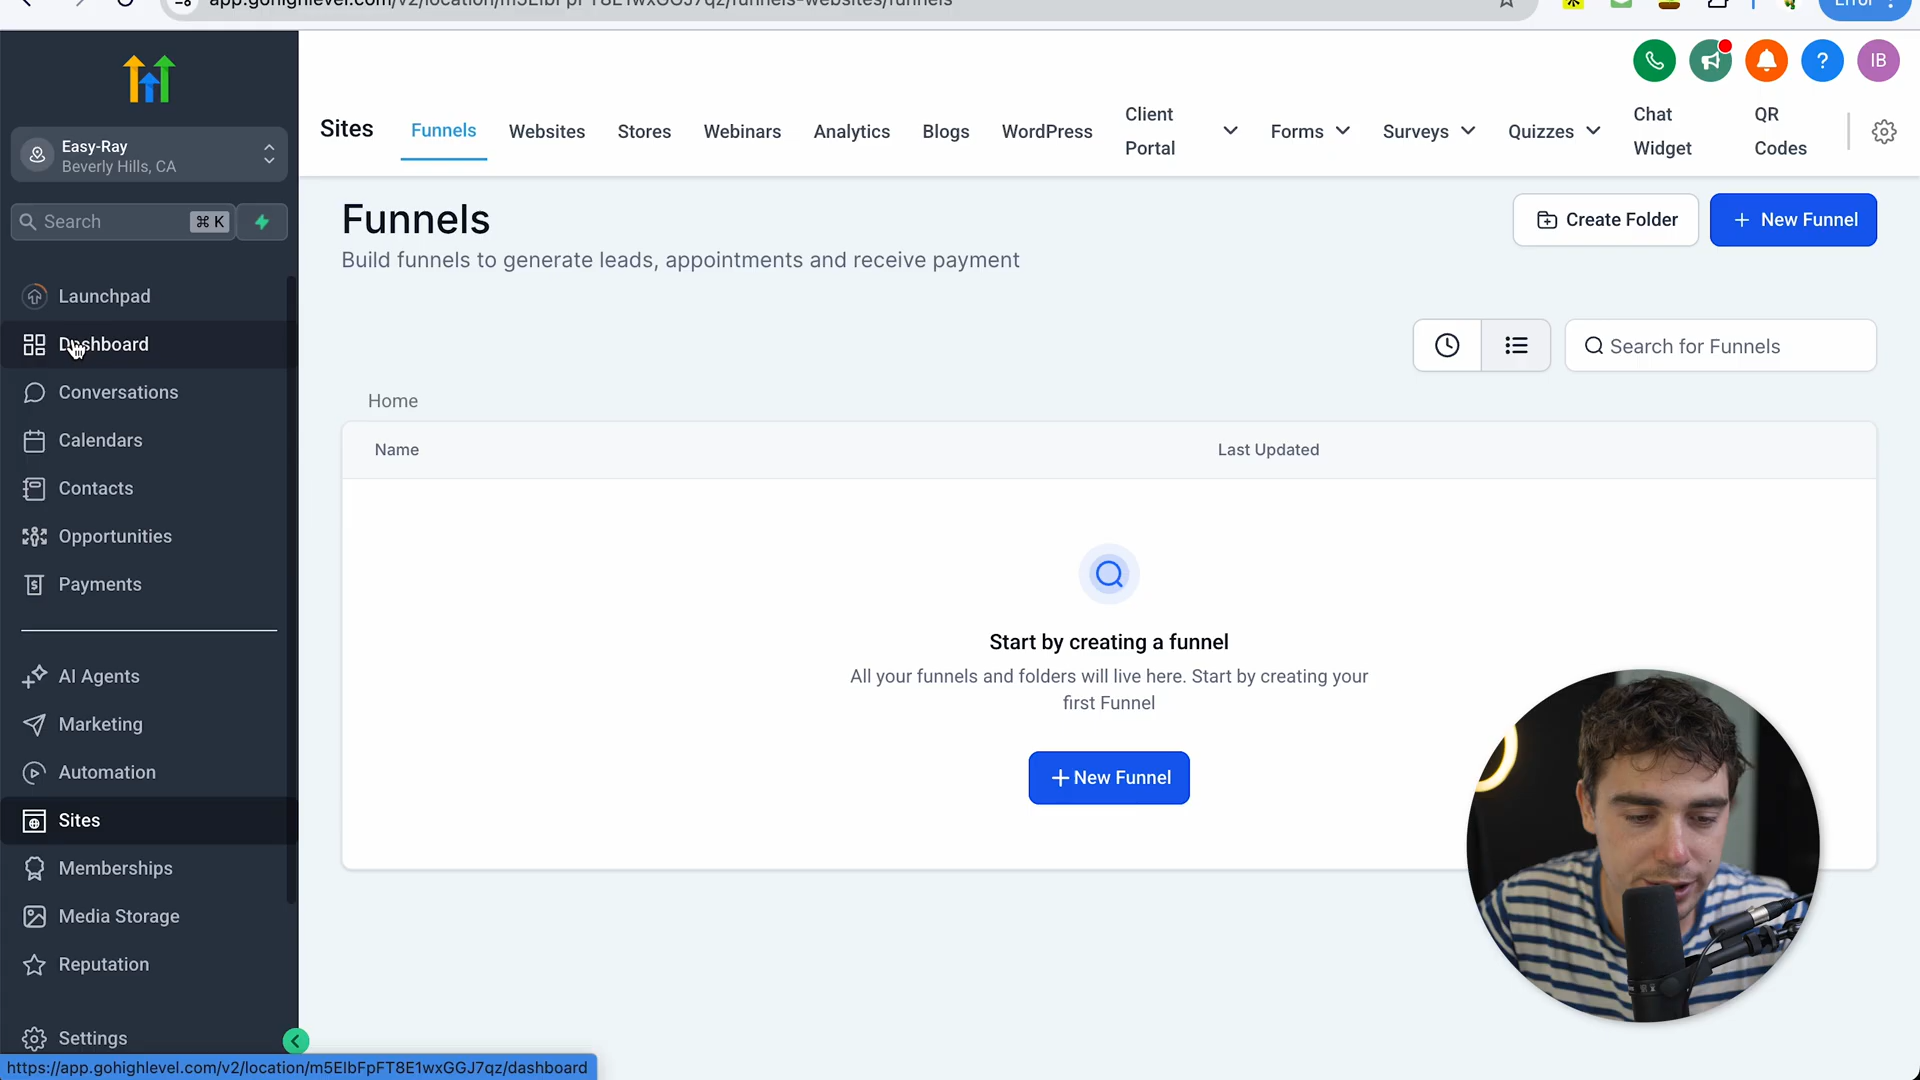 Error
IB
Easy-Ray
Beverly Hills, CA
Search
⌘ K
Launchpad
Dashboard
Conversations
Calendars
Contacts
Opportunities
Payments
AI Agents
Marketing
Automation
Sites
Memberships
Media Storage
Reputation
Settings
Sites
Funnels
Websites
Stores
Webinars
Analytics
Blogs
WordPress
Client
Portal
Forms
Surveys
Quizzes
Chat
Widget
QR
Codes
Funnels
Build funnels to generate leads, appointments and receive payment
Create Folder
+ New Funnel
Search for Funnels
Home
Name
Last Updated
Start by creating a funnel
All your funnels and folders will live here. Start by creating your
first Funnel
+ New Funnel
https://app.gohighlevel.com/v2/location/m5ElbFpFT8E1wxGGJ7qz/dashboard